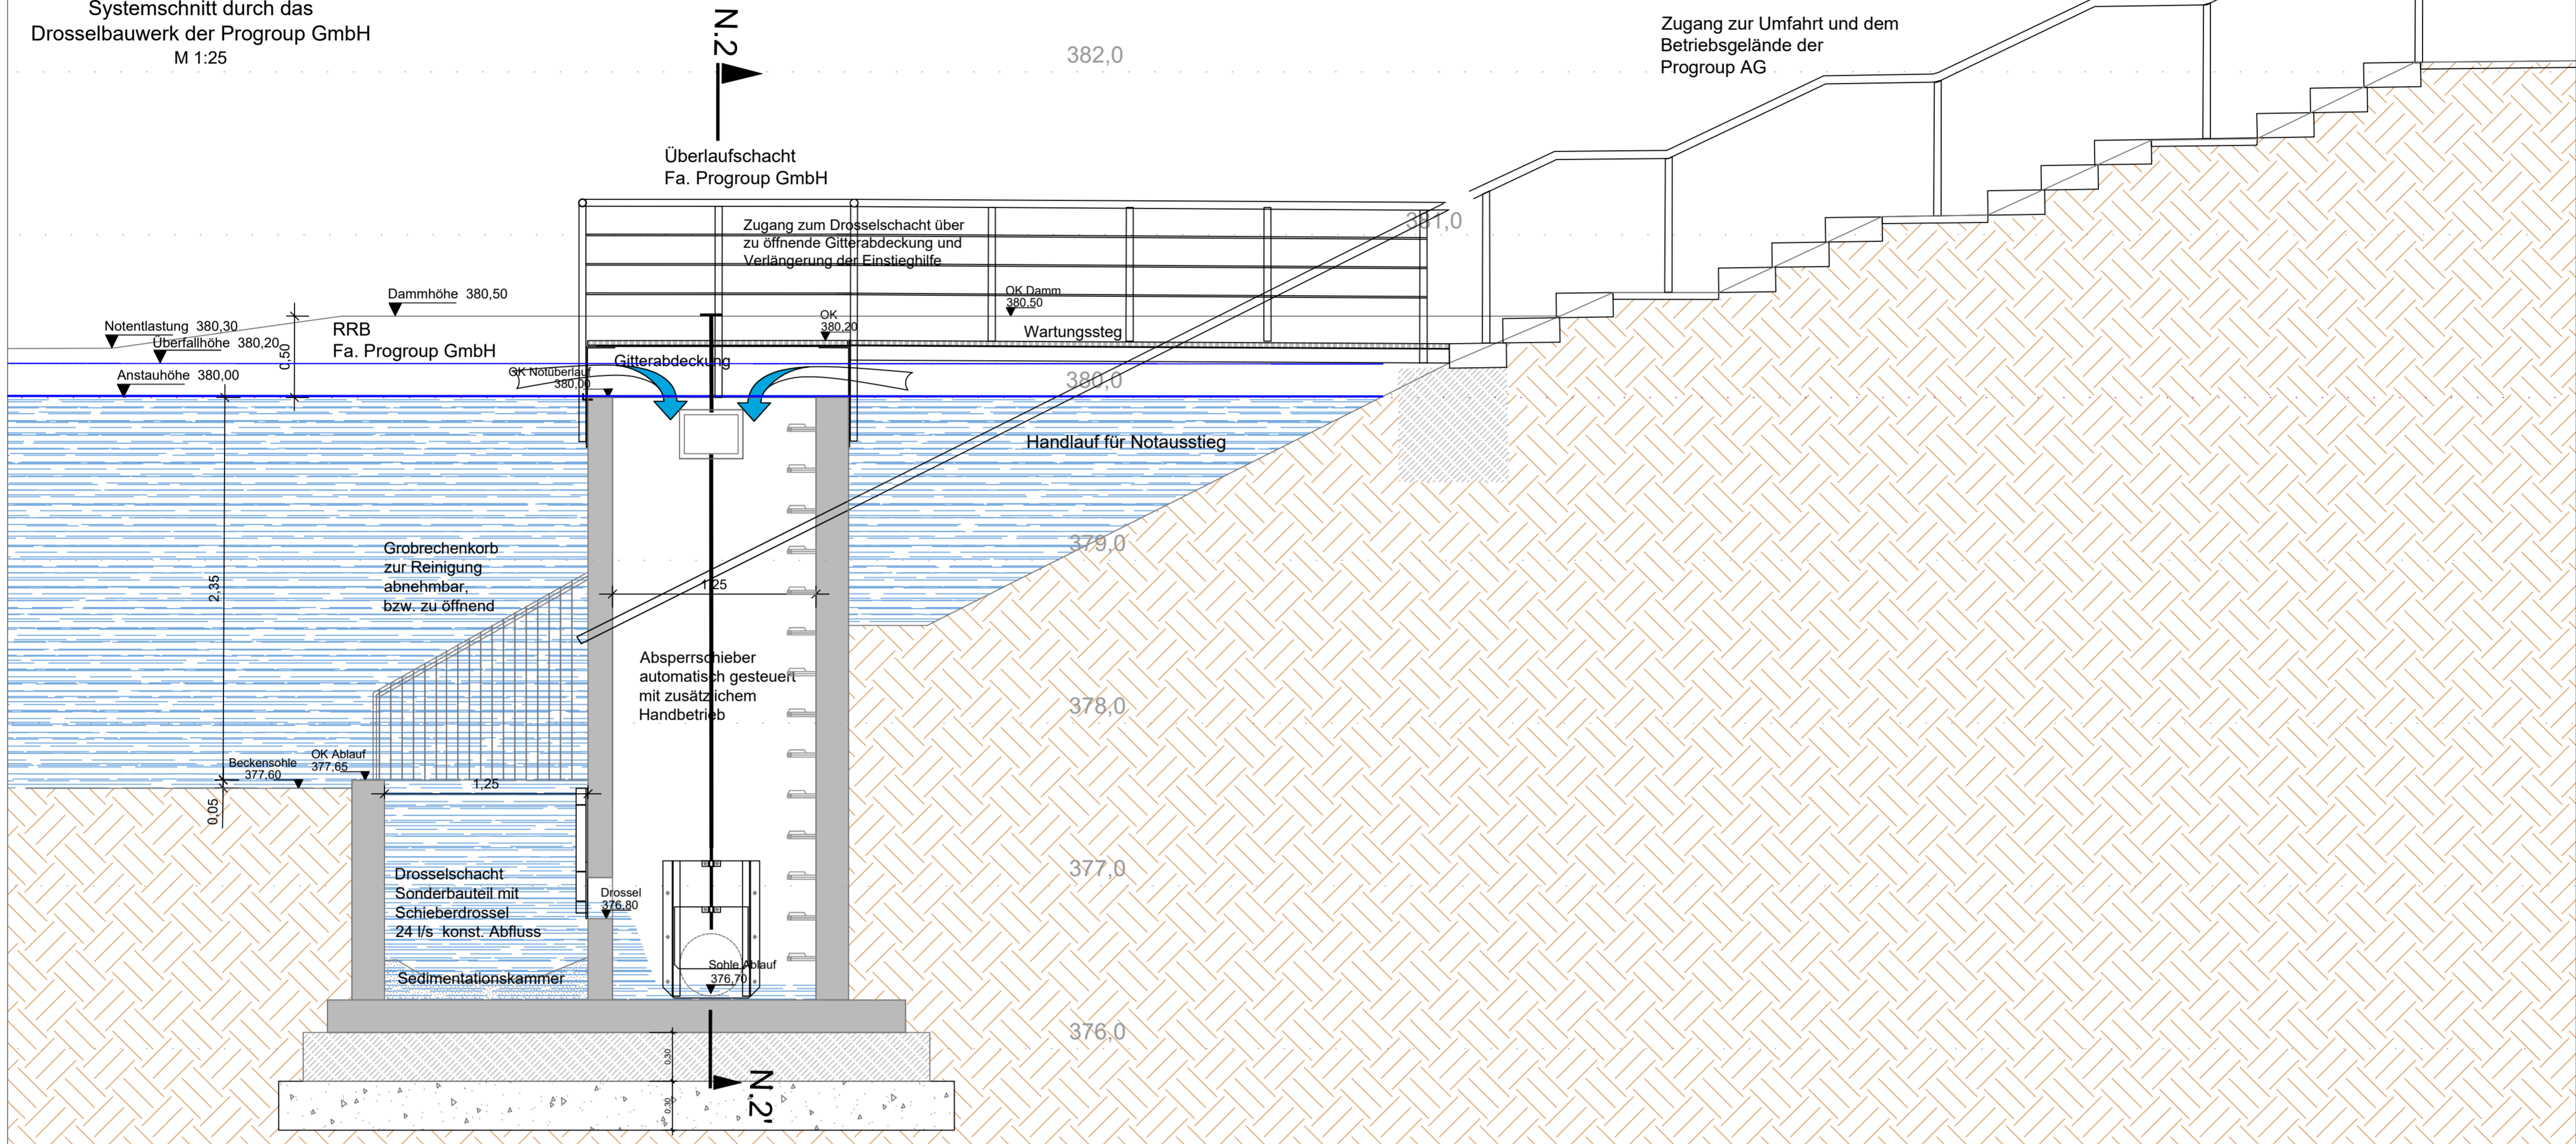 Systemschnitt durch das
Drosselbauwerk der Progroup GmbH
M 1:25
N.2
382,0
Zugang zur Umfahrt und dem
Betriebsgelände der
Progroup AG
Überlaufschacht
Fa. Progroup GmbH
Zugang zum Drosselschacht über
zu öffnende Gitterabdeckung und
Verlängerung der Einstieghilfe
381,0
Dammhöhe 380,50
OK Damm
380,50
Notentlastung 380,30
Überfallhöhe 380,20
0,50
RRB
Fa. Progroup GmbH
OK
380,20
Wartungssteg
Gitterabdeckung
Anstauhöhe 380,00
OK Notüberlauf
380,00
380,0
Handlauf für Notausstieg
379,0
Grobrechenkorb
zur Reinigung
abnehmbar,
bzw. zu öffnend
2,35
1,25
Absperrschieber
automatisch gesteuert
mit zusätzlichem
Handbetrieb
378,0
OK Ablauf
377,65
Beckensohle
377,60
1,25
0,05
377,0
Drosselschacht
Sonderbauteil mit
Schieberdrossel
24 l/s konst. Abfluss
Drossel
376.80
Sedimentationskammer
Sohle Ablauf
376,70
376,0
0,30
0,30
N.2'